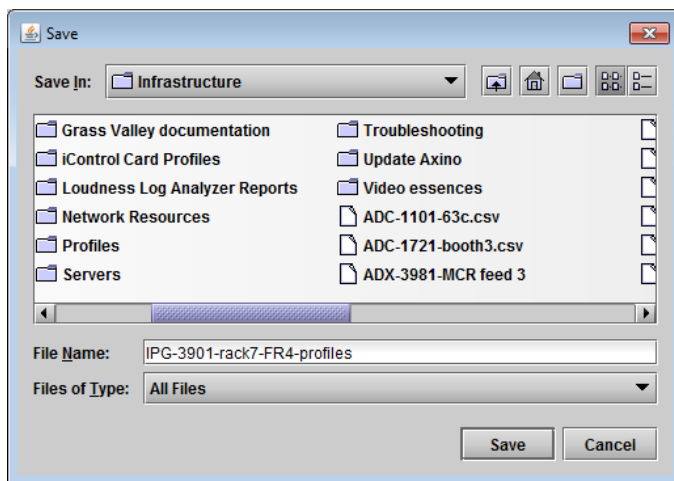 Save
Save In: Infrastructure
Grass Valley documentation
iControl Card Profiles
Loudness Log Analyzer Reports
Network Resources
Profiles
Servers
Troubleshooting
Update Axino
Video essences
ADC-1101-63c.csv
ADC-1721-booth3.csv
ADX-3981-MCR feed 3
File Name: IPG-3901-rack7-FR4-profiles
Files of Type: All Files
Save Cancel